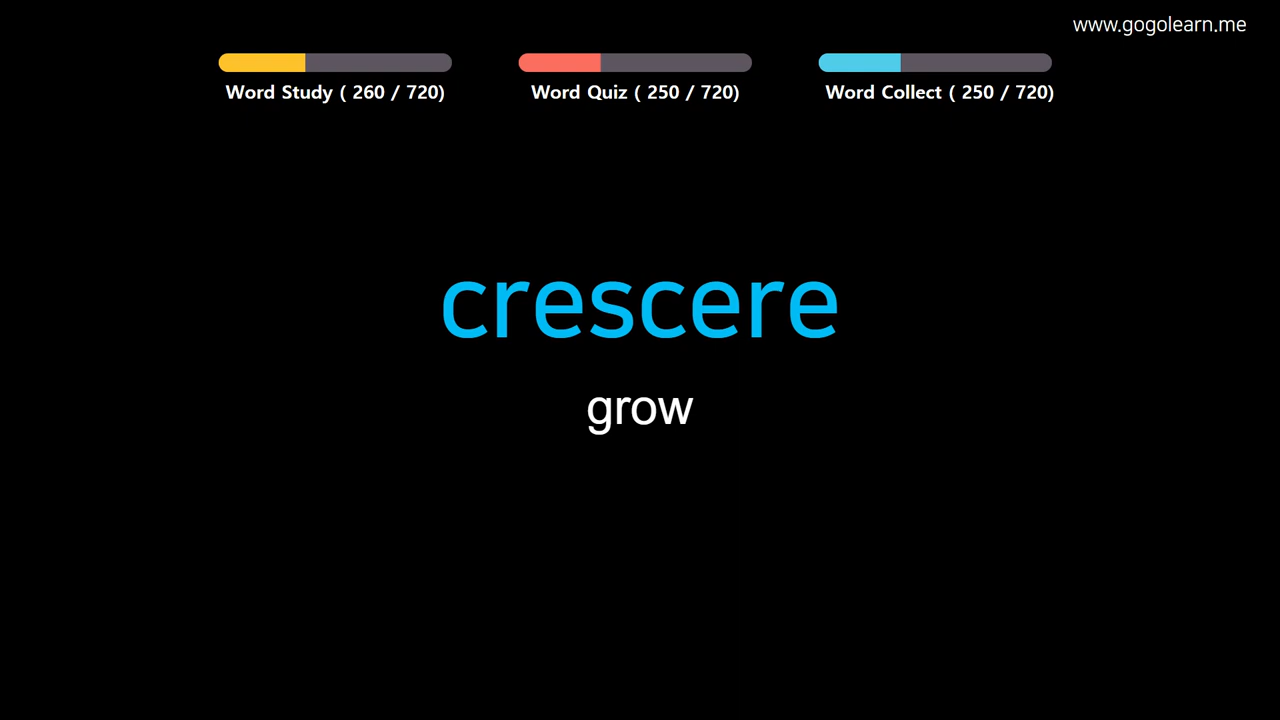 www.gogolearn.me
Word Study ( 260 / 720)
Word Quiz ( 250 / 720)
Word Collect ( 250 / 720)
crescere
grow